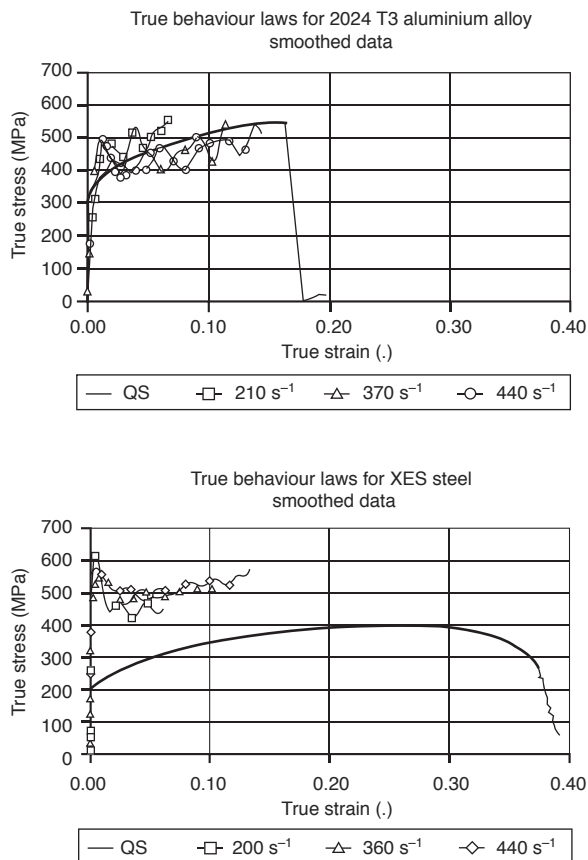 True behaviour laws for 2024 T3 aluminium alloy
smoothed data
True stress (MPa)
700
600
500
400
300
200
100
0
0.00
0.10
0.20
0.30
0.40
True strain (.)
QS
210 s⁻¹
370 s⁻¹
440 s⁻¹
True behaviour laws for XES steel
smoothed data
True stress (MPa)
700
600
500
400
300
200
100
0
0.00
0.10
0.20
0.30
0.40
True strain (.)
QS
200 s⁻¹
360 s⁻¹
440 s⁻¹